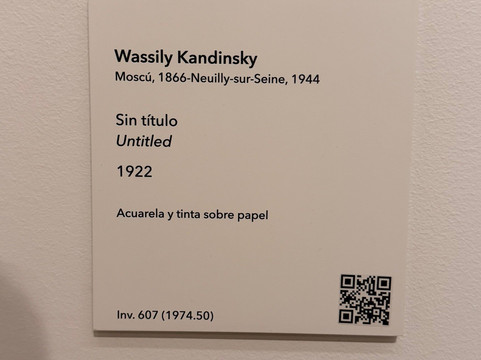 Wassily Kandinsky
Moscú, 1866-Neuilly-sur-Seine, 1944
Sin título
Untitled
1922
Acuarela y tinta sobre papel
Inv. 607 (1974.50)